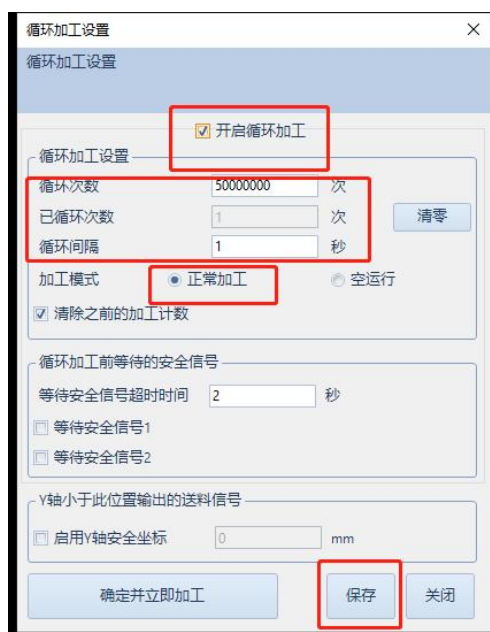 循环加工设置
循环加工设置
开启循环加工
循环加工设置
循环次数 50000000 次
已循环次数 1 次 清零
循环间隔 1 秒
加工模式 正常加工 空运行
清除之前的加工计数
循环加工前等待的安全信号
等待安全信号超时时间 2 秒
等待安全信号1
等待安全信号2
Y轴小于此位置输出的送料信号
启用Y轴安全坐标 0 mm
确定并立即加工 保存 关闭